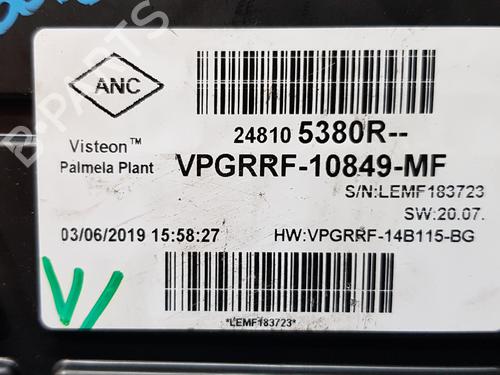 ANC
24810 5380R--
Visteon™
Palmela Plant
VPGRRF-10849-MF
S/N:LEMF183723
SW:20.07.
03/06/2019 15:58:27
HW:VPGRRF-14B115-BG
*LEMF183723*
B-PARTS